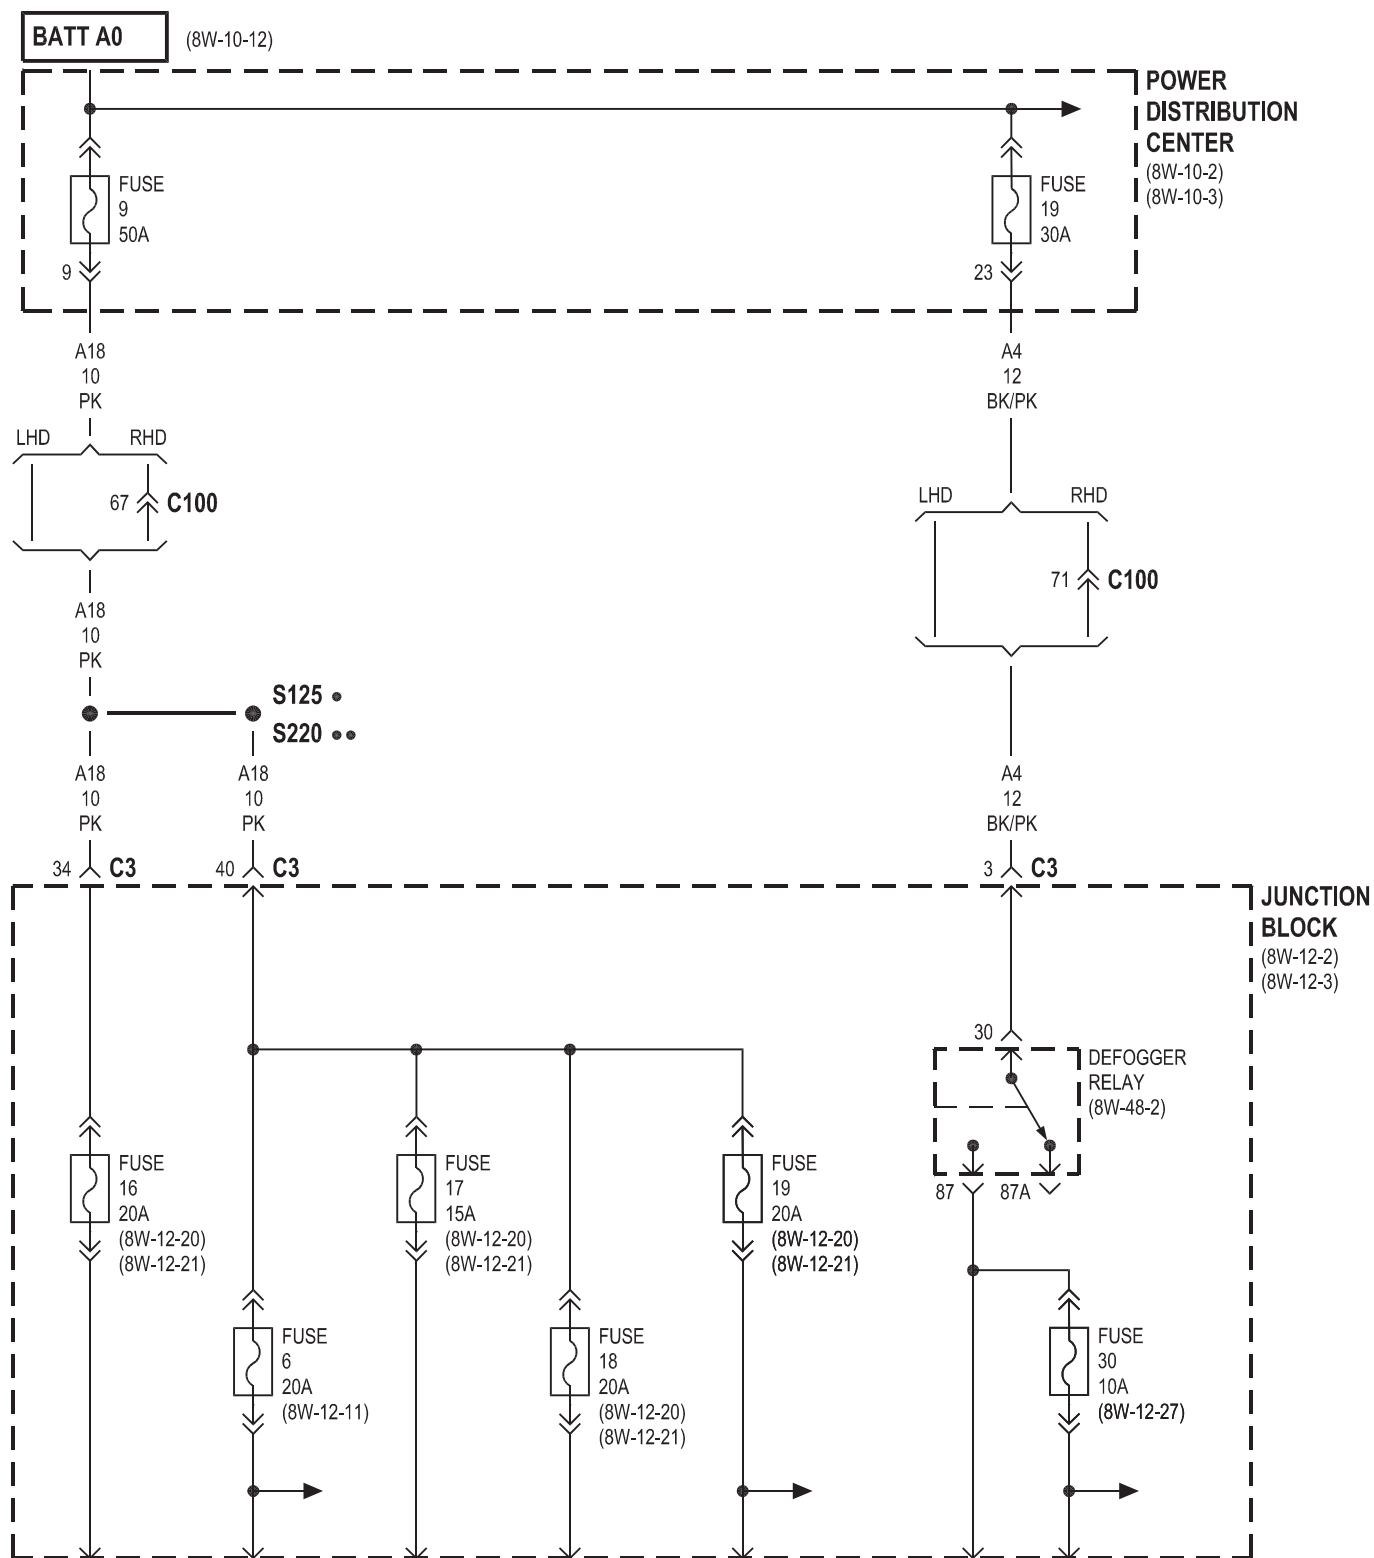 BATT A0
(8W-10-12)
POWER
DISTRIBUTION
CENTER
(8W-10-2)
(8W-10-3)
FUSE
9
50A
9
FUSE
19
30A
23
A18
10
PK
A4
12
BK/PK
LHD
RHD
67
C100
LHD
RHD
71
C100
A18
10
PK
S125
S220
A18
10
PK
A18
10
PK
A4
12
BK/PK
34
C3
40
C3
3
C3
JUNCTION
BLOCK
(8W-12-2)
(8W-12-3)
30
DEFOGGER
RELAY
(8W-48-2)
87
87A
FUSE
16
20A
(8W-12-20)
(8W-12-21)
FUSE
17
15A
(8W-12-20)
(8W-12-21)
FUSE
19
20A
(8W-12-20)
(8W-12-21)
FUSE
6
20A
(8W-12-11)
FUSE
18
20A
(8W-12-20)
(8W-12-21)
FUSE
30
10A
(8W-12-27)